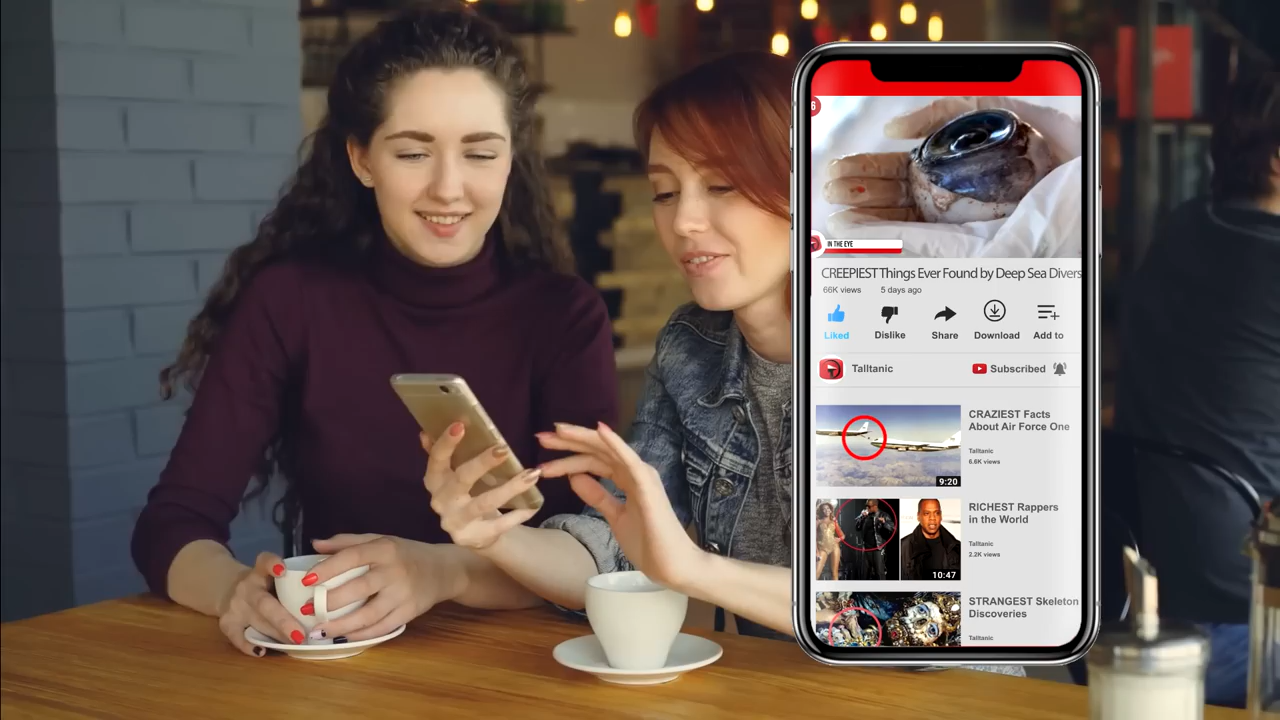 6
IN THE EYE
CREEPIEST Things Ever Found by Deep Sea Divers
66K views 5 days ago
Liked Dislike Share Download Add to
Talltanic Subscribed
CRAZIEST Facts
About Air Force One
Talltanic
6.6K views
9:20
RICHEST Rappers
in the World
Talltanic
2.2K views
10:47
STRANGEST Skeleton
Discoveries
Talltanic